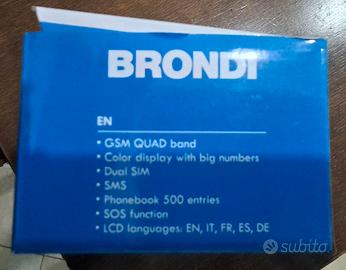 BRONDI
EN
• GSM QUAD band
• Color display with big numbers
• Dual SIM
• SMS
• Phonebook 500 entries
• SOS function
• LCD languages: EN, IT, FR, ES, DE
subito